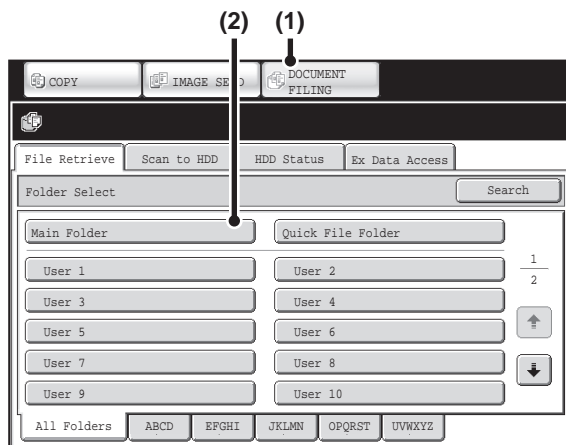 (2) (1)
COPY IMAGE SEND DOCUMENT
FILING
File Retrieve Scan to HDD HDD Status Ex Data Access
Folder Select Search
Main Folder Quick File Folder
User 1 User 2
1
2
User 3 User 4
User 5 User 6
User 7 User 8
User 9 User 10
All Folders ABCD EFGHI JKLMN OPQRST UVWXYZ